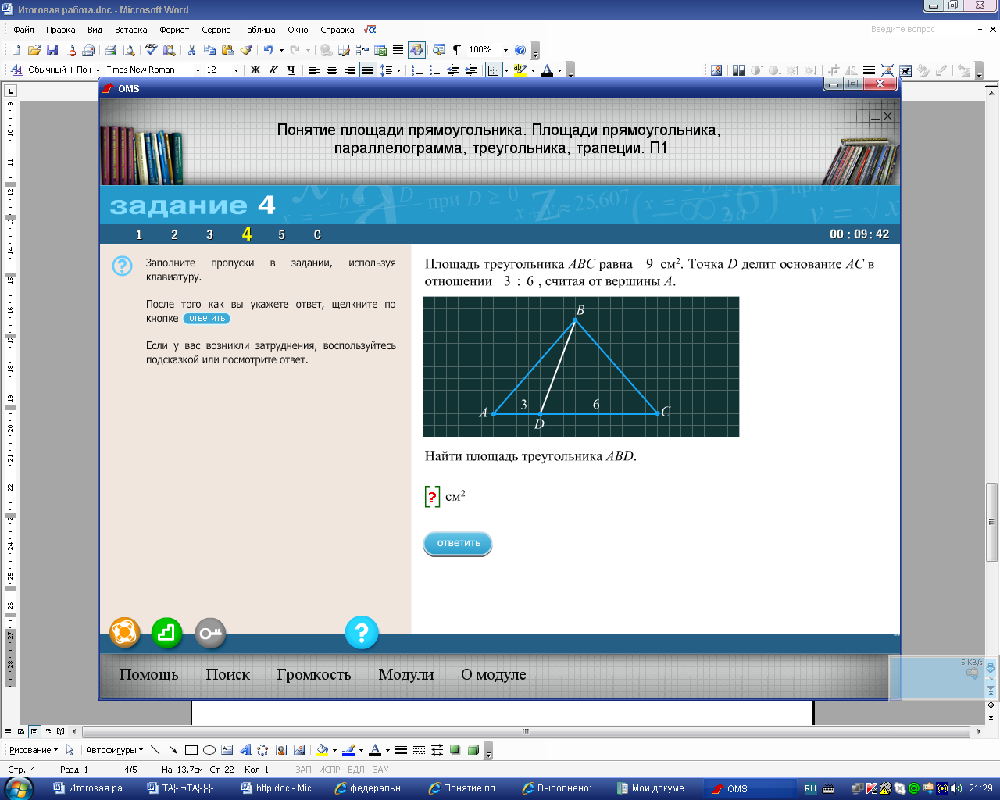 Итоговая работа.doc - Microsoft Word
Файл Правка Вид Вставка Формат Сервис Таблица Окно Справка √α Введите вопрос
100%
Обычный + По ц Times New Roman 12 Ж К Ч
OMS
Понятие площади прямоугольника. Площади прямоугольника,
параллелограмма, треугольника, трапеции. П1
задание 4
1 2 3 4 5 С 00 : 09 : 42
Заполните пропуски в задании, используя
клавиатуру.
После того как вы укажете ответ, щелкните по
кнопке ответить
Если у вас возникли затруднения, воспользуйтесь
подсказкой или посмотрите ответ.
Площадь треугольника ABC равна 9 см². Точка D делит основание AC в
отношении 3 : 6 , считая от вершины A.
B
A 3 6 C
D
Найти площадь треугольника ABD.
[?] см²
ответить
Помощь Поиск Громкость Модули О модуле
5 KB/s
Рисование Автофигуры
Стр. 4 Разд 1 4/5 На 13,7см Ст 22 Кол 1 ЗАП ИСПР ВДЛ ЗАМ
Итоговая ра... http.doc - Mic... федеральн... Понятие пл... Выполнено: ... Мои докуме... OMS RU 21:29